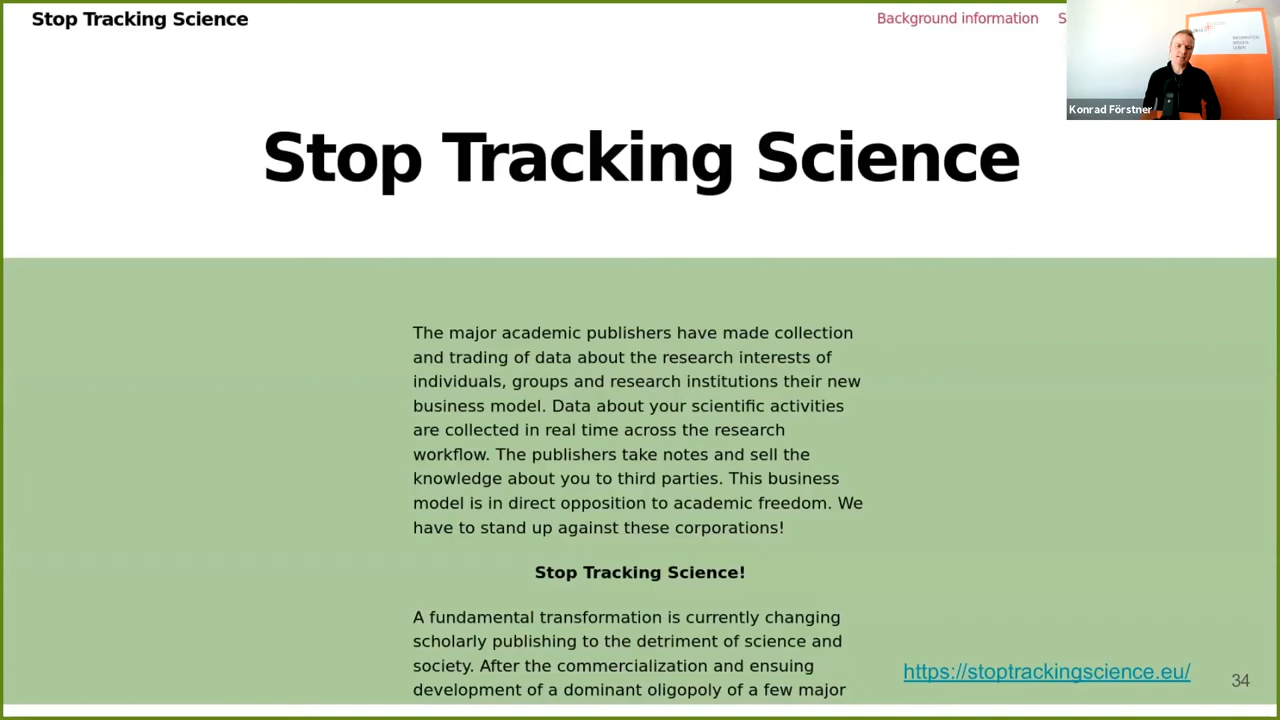 Stop Tracking Science
Background information
S
Konrad Förstner
Stop Tracking Science
The major academic publishers have made collection
and trading of data about the research interests of
individuals, groups and research institutions their new
business model. Data about your scientific activities
are collected in real time across the research
workflow. The publishers take notes and sell the
knowledge about you to third parties. This business
model is in direct opposition to academic freedom. We
have to stand up against these corporations!
Stop Tracking Science!
A fundamental transformation is currently changing
scholarly publishing to the detriment of science and
society. After the commercialization and ensuing
development of a dominant oligopoly of a few major
https://stoptrackingscience.eu/
34